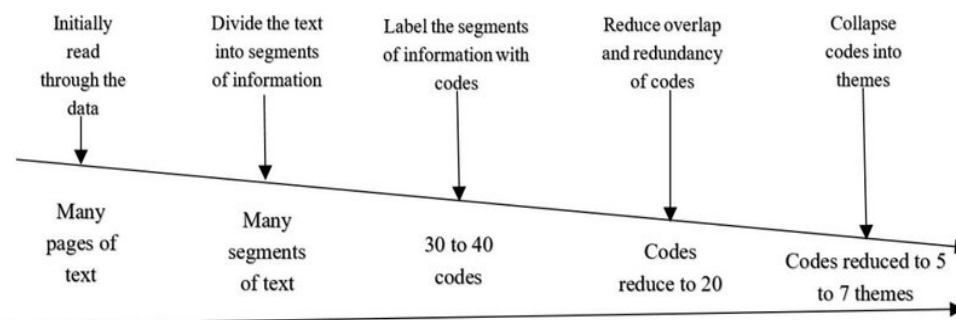 Initially
read
through the
data
Divide the text
into segments
of information
Label the segments
of information with
codes
Reduce overlap
and redundancy
of codes
Collapse
codes into
themes
Many
pages of
text
Many
segments
of text
30 to 40
codes
Codes
reduce to 20
Codes reduced to 5
to 7 themes